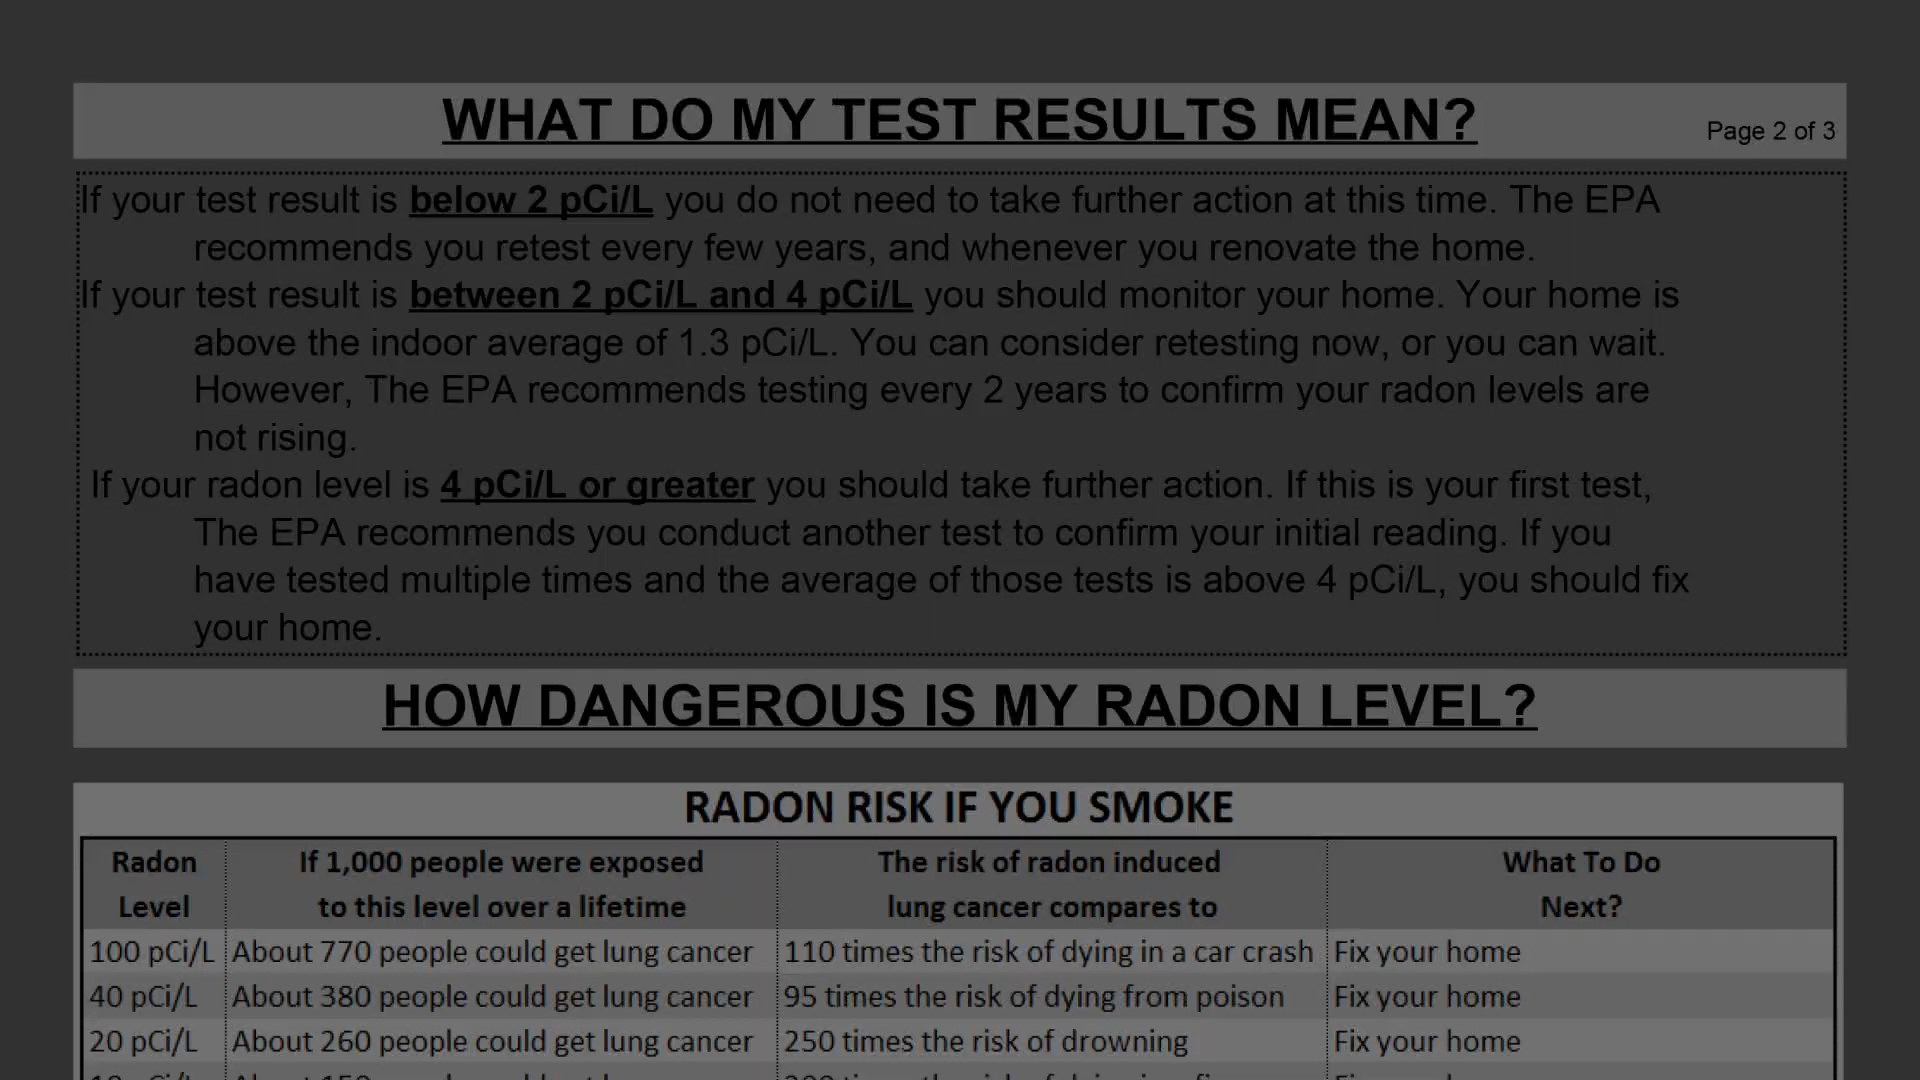 WHAT DO MY TEST RESULTS MEAN?
Page 2 of 3
If your test result is below 2 pCi/L you do not need to take further action at this time. The EPA
recommends you retest every few years, and whenever you renovate the home.
If your test result is between 2 pCi/L and 4 pCi/L you should monitor your home. Your home is
above the indoor average of 1.3 pCi/L. You can consider retesting now, or you can wait.
However, The EPA recommends testing every 2 years to confirm your radon levels are
not rising.
If your radon level is 4 pCi/L or greater you should take further action. If this is your first test,
The EPA recommends you conduct another test to confirm your initial reading. If you
have tested multiple times and the average of those tests is above 4 pCi/L, you should fix
your home.
HOW DANGEROUS IS MY RADON LEVEL?
RADON RISK IF YOU SMOKE
Radon If 1,000 people were exposed The risk of radon induced What To Do
Level to this level over a lifetime lung cancer compares to Next?
100 pCi/L About 770 people could get lung cancer 110 times the risk of dying in a car crash Fix your home
40 pCi/L About 380 people could get lung cancer 95 times the risk of dying from poison Fix your home
20 pCi/L About 260 people could get lung cancer 250 times the risk of drowning Fix your home